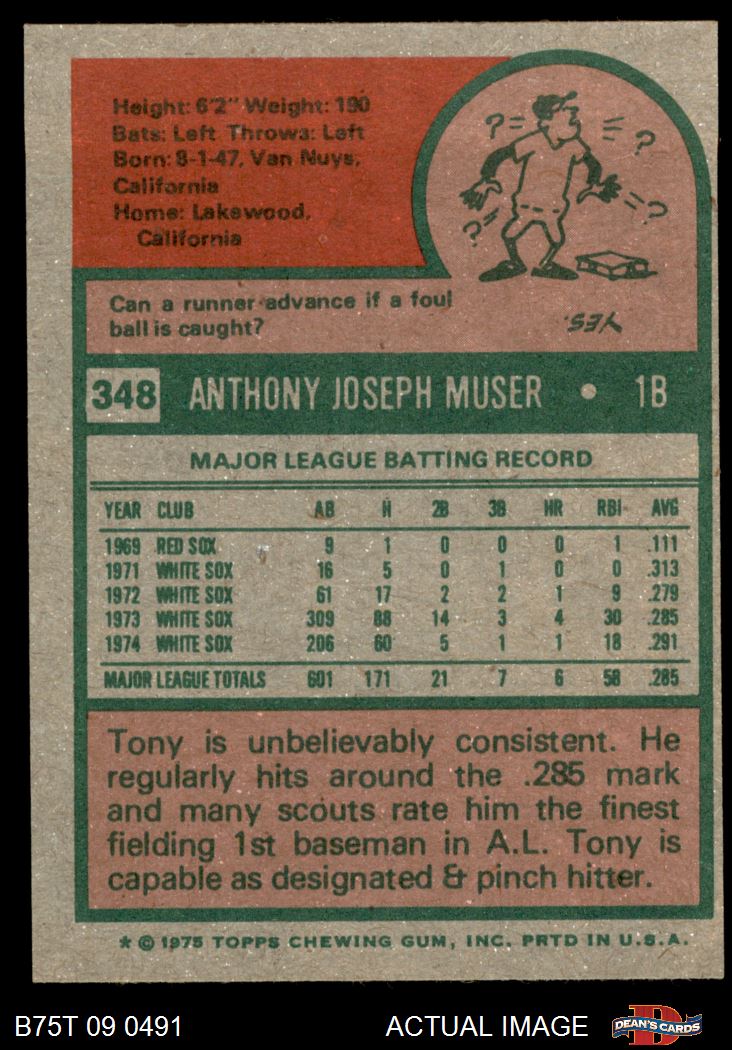 Height: 6'2" Weight: 190
Bats: Left Throws: Left
Born: 8-1-47, Van Nuys,
California
Home: Lakewood,
California
?= ?
=? ?
Can a runner advance if a foul
ball is caught?
YES.
348 ANTHONY JOSEPH MUSER • 1B
MAJOR LEAGUE BATTING RECORD
YEAR CLUB AB H 2B 3B HR RBI AVG
1969 RED SOX 9 1 0 0 0 1 .111
1971 WHITE SOX 16 5 0 1 0 0 .313
1972 WHITE SOX 61 17 2 2 1 9 .279
1973 WHITE SOX 309 88 14 3 4 30 .285
1974 WHITE SOX 206 60 5 1 1 18 .291
MAJOR LEAGUE TOTALS 601 171 21 7 6 58 .285
Tony is unbelievably consistent. He
regularly hits around the .285 mark
and many scouts rate him the finest
fielding 1st baseman in A.L. Tony is
capable as designated & pinch hitter.
* © 1975 TOPPS CHEWING GUM, INC. PRTD IN U.S.A.
B75T 09 0491 ACTUAL IMAGE D DEAN'S CARDS